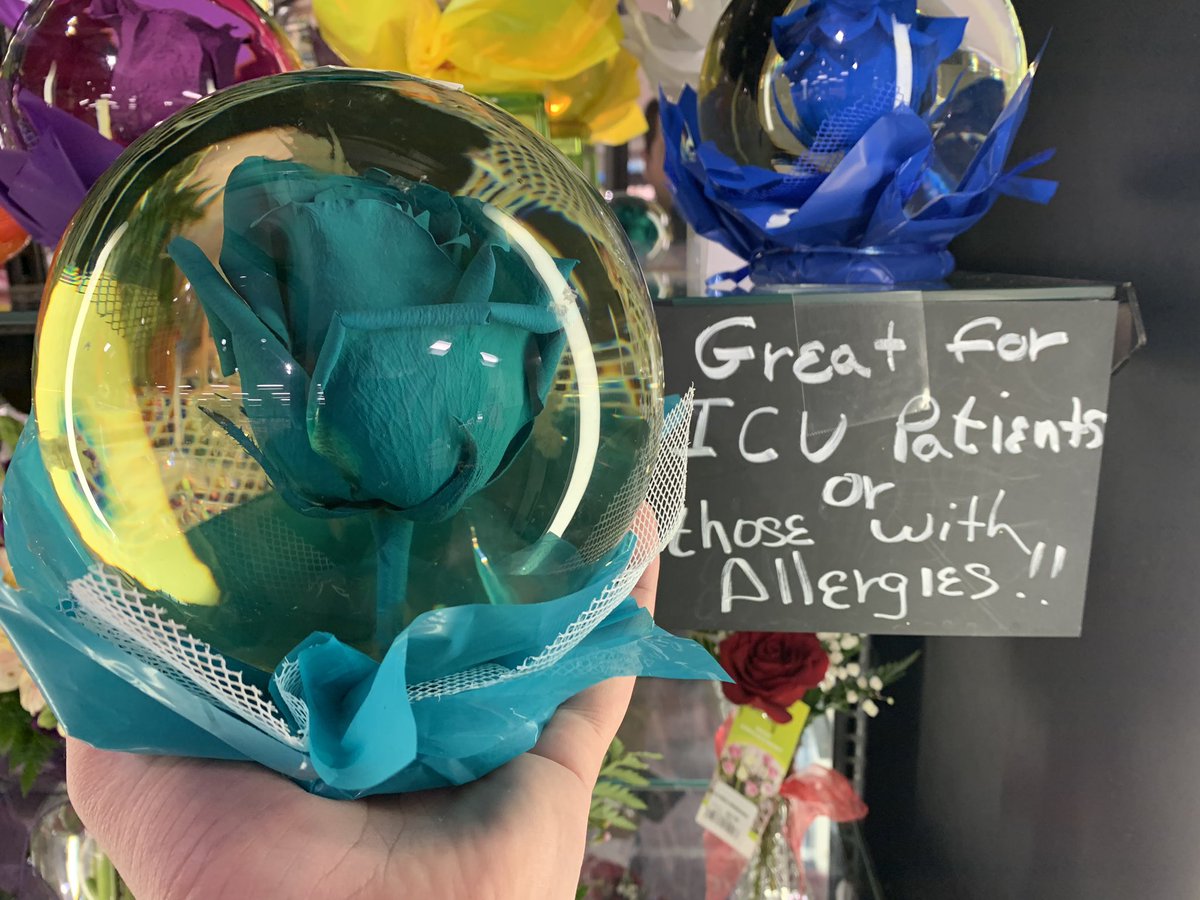 Great for
ICU Patients
or
those with
Allergies!!